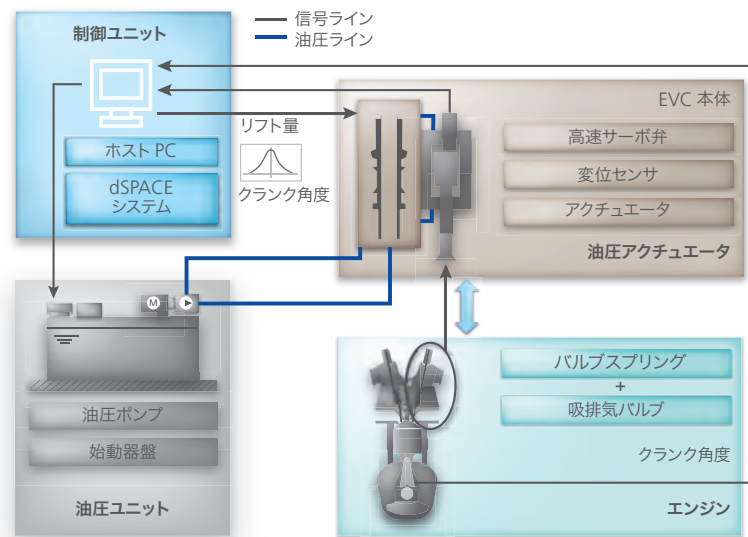 制御ユニット
ホスト PC
dSPACE
システム
信号ライン
油圧ライン
リフト量
クランク角度
EVC 本体
高速サーボ弁
変位センサ
アクチュエータ
油圧アクチュエータ
M
油圧ポンプ
始動器盤
油圧ユニット
バルブスプリング
+
吸排気バルブ
クランク角度
エンジン